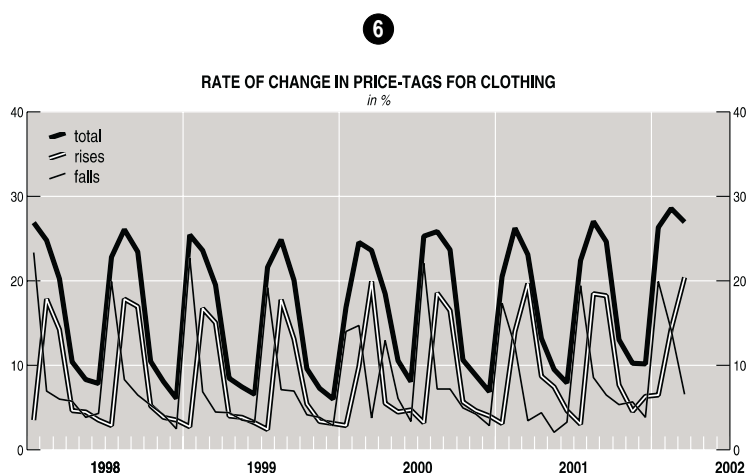 6
RATE OF CHANGE IN PRICE-TAGS FOR CLOTHING
in %
40 40
total
rises
falls
30 30
20 20
10 10
0 0
1998 1999 2000 2001 2002